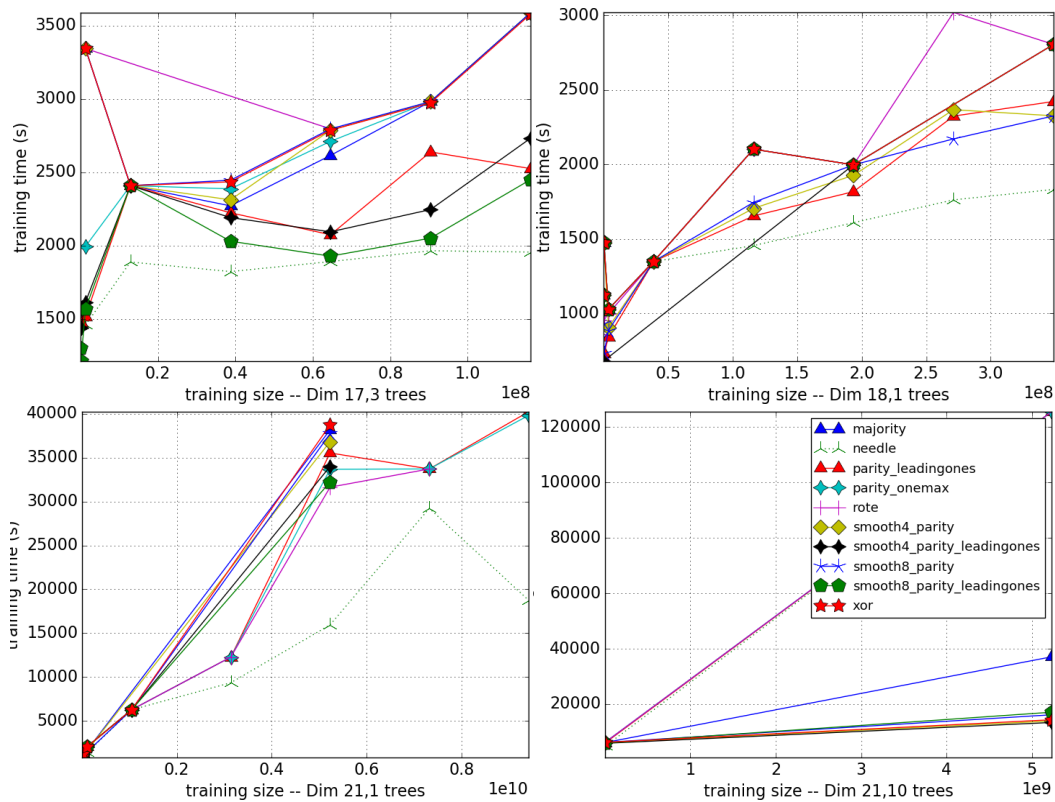 3500
3000
2500
2000
1500
training time (s)
0.2 0.4 0.6 0.8 1.0
1e8
training size -- Dim 17,3 trees
3000
2500
2000
1500
1000
training time (s)
0.5 1.0 1.5 2.0 2.5 3.0 3.5
1e8
training size -- Dim 18,1 trees
40000
35000
30000
25000
20000
15000
10000
5000
training time (s)
0.2 0.4 0.6 0.8
1e10
training size -- Dim 21,1 trees
120000
100000
80000
60000
40000
20000
1 2 3 4 5
1e9
training size -- Dim 21,10 trees
majority
needle
parity_leadingones
parity_onemax
rote
smooth4_parity
smooth4_parity_leadingones
smooth8_parity
smooth8_parity_leadingones
xor